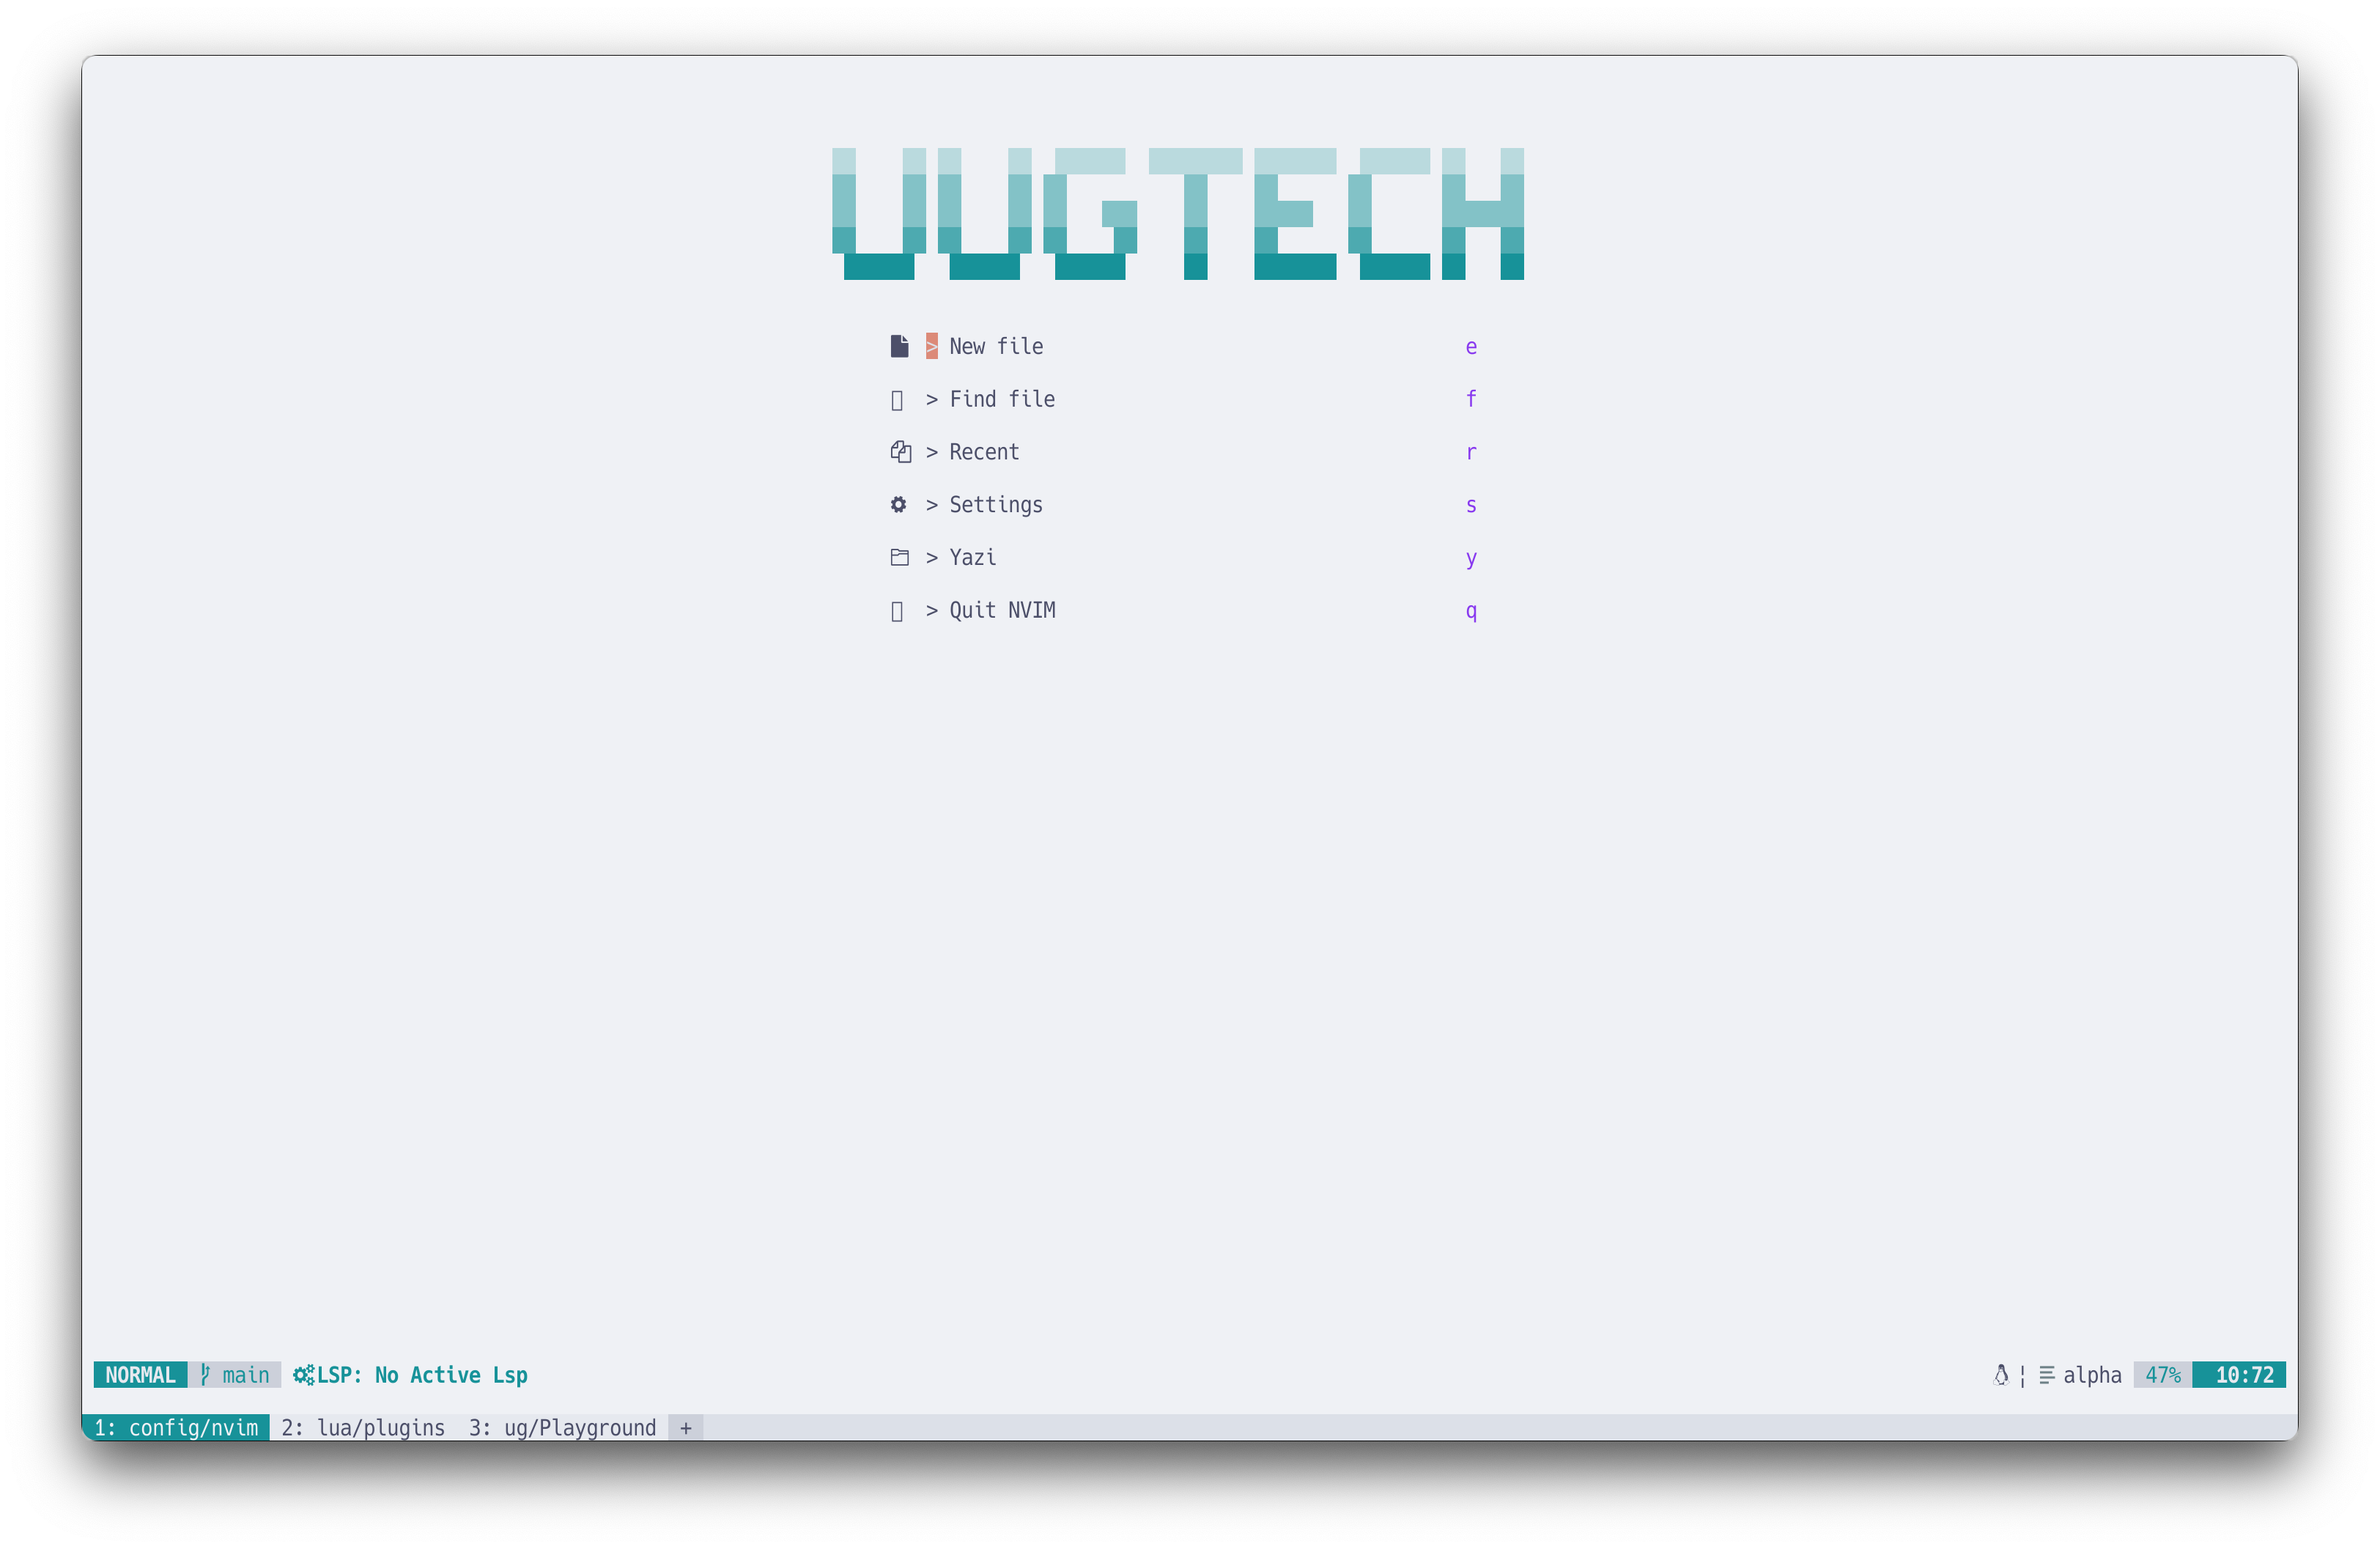 UUGTECH
> New file e
> Find file f
> Recent r
> Settings s
> Yazi y
> Quit NVIM q
NORMAL main LSP: No Active Lsp ¦ alpha 47% 10:72
1: config/nvim 2: lua/plugins 3: ug/Playground +